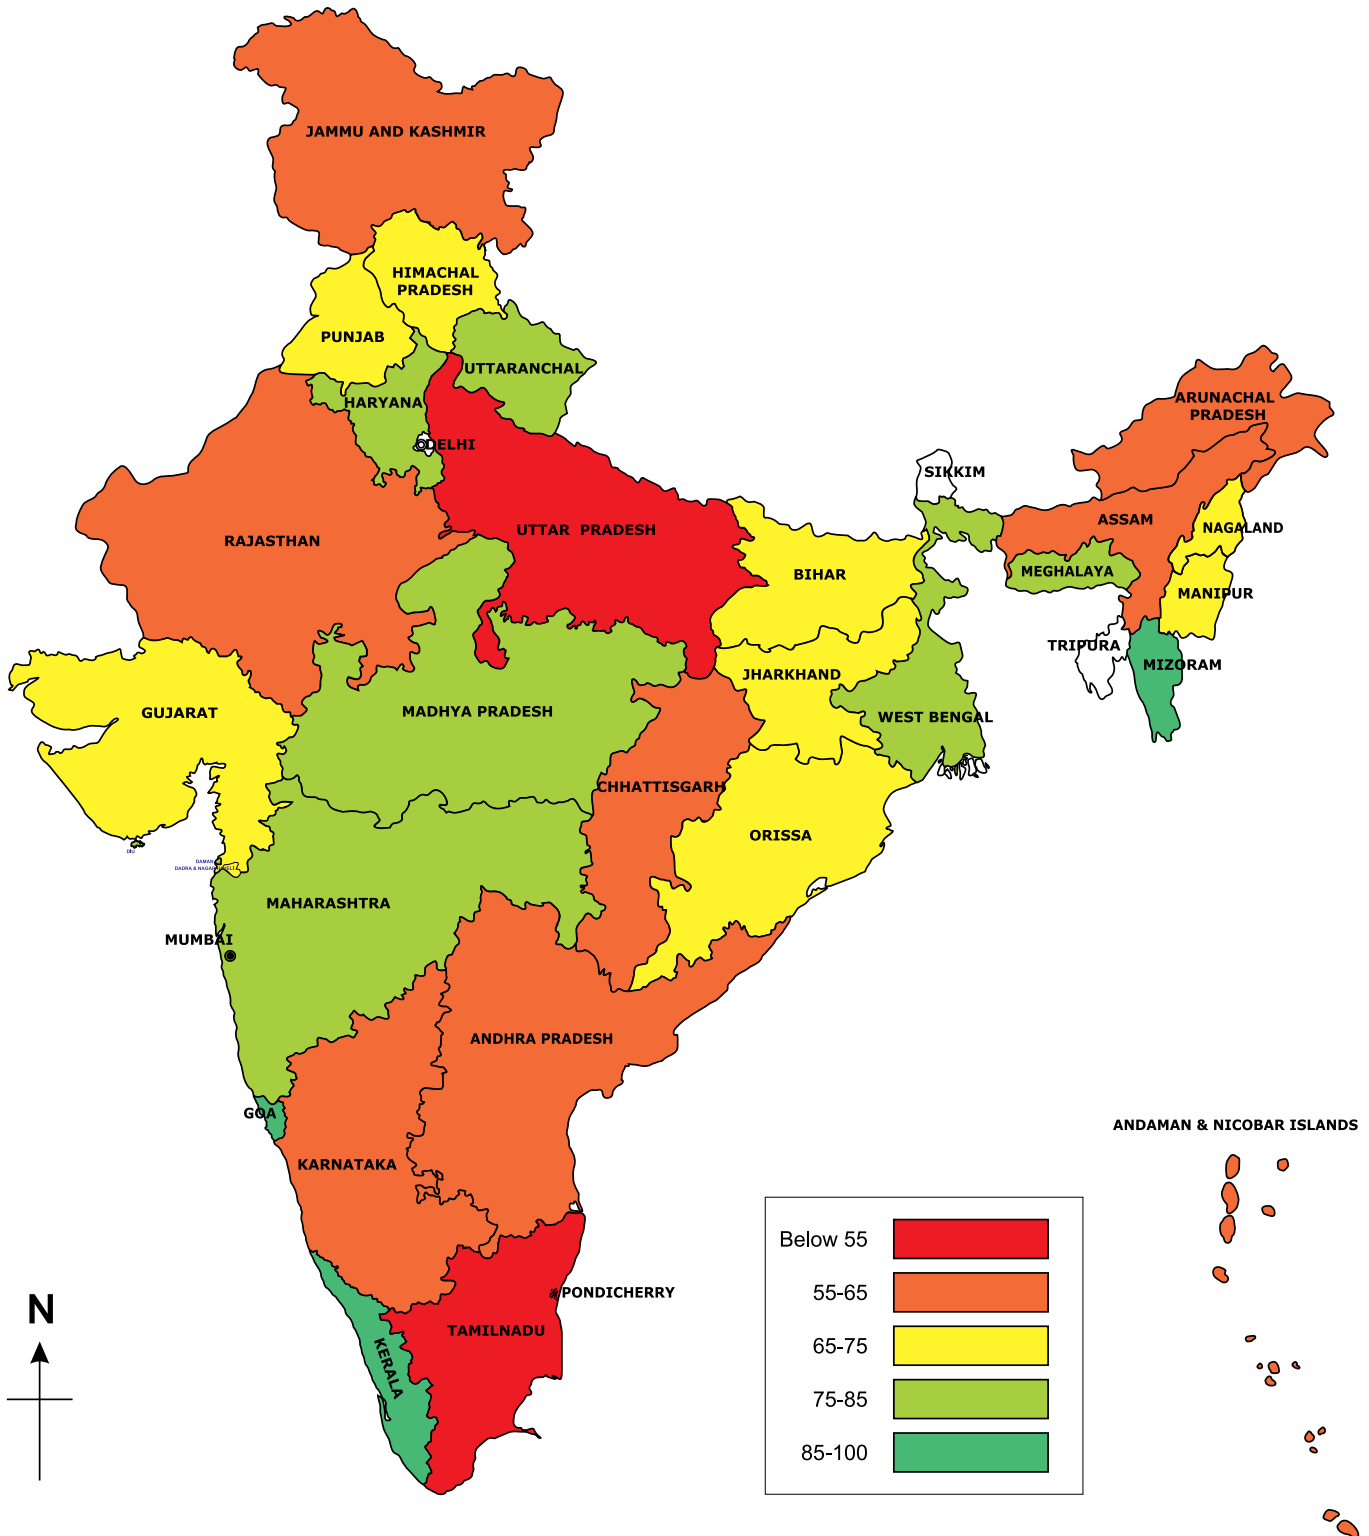 JAMMU AND KASHMIR
HIMACHAL
PRADESH
PUNJAB
UTTARANCHAL
HARYANA
DELHI
ARUNACHAL
PRADESH
SIKKIM
UTTAR PRADESH
RAJASTHAN
ASSAM
NAGALAND
BIHAR
MEGHALAYA
MANIPUR
TRIPURA
MIZORAM
JHARKHAND
GUJARAT
MADHYA PRADESH
WEST BENGAL
CHHATTISGARH
ORISSA
DIU
DAMAN
MAHARASHTRA
MUMBAI
ANDHRA PRADESH
GOA
ANDAMAN & NICOBAR ISLANDS
KARNATAKA
PONDICHERRY
TAMILNADU
KERALA
N
Below 55
55-65
65-75
75-85
85-100